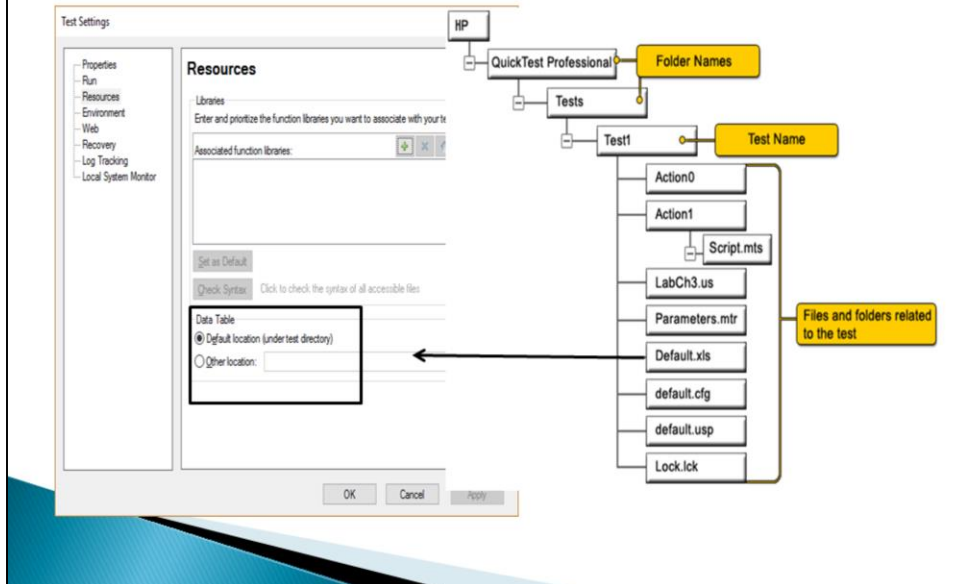 Test Settings
Properties
Run
Resources
Environment
Web
Recovery
Log Tracking
Local System Monitor
Resources
Libraries
Enter and prioritize the function libraries you want to associate with your te
Associated function libraries:
Set as Default
Check Syntax Click to check the syntax of all accessible files
Data Table
Default location (under test directory)
Other location:
OK Cancel Apply
HP
QuickTest Professional
Folder Names
Tests
Test1
Test Name
Action0
Action1
Script.mts
LabCh3.us
Parameters.mtr
Files and folders related
to the test
Default.xls
default.cfg
default.usp
Lock.lck